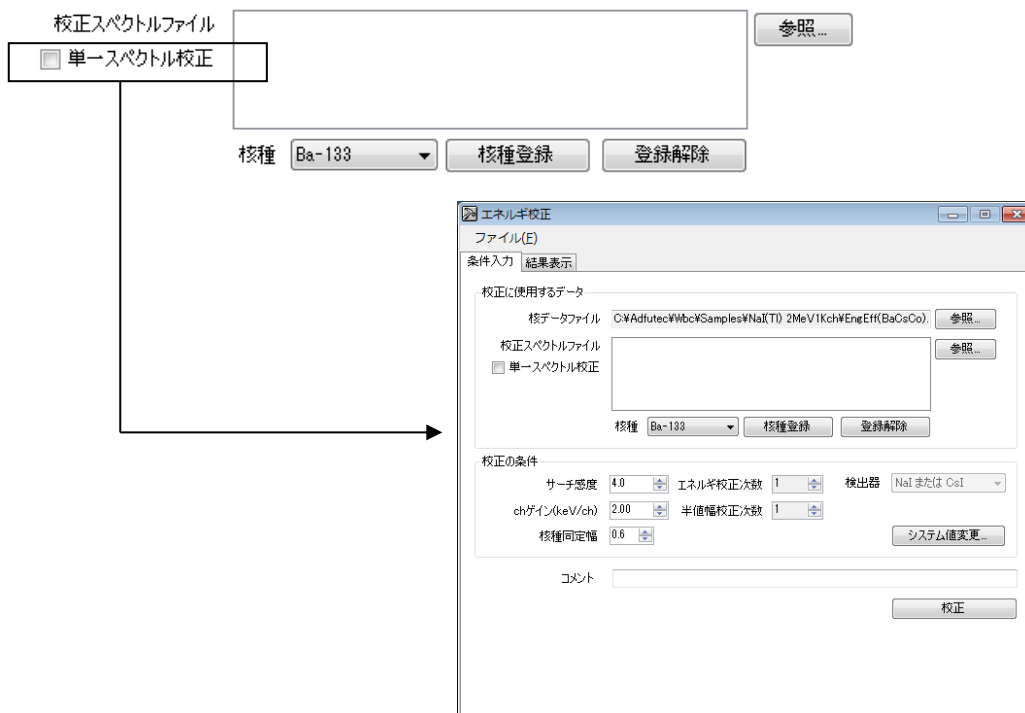 校正スペクトルファイル 参照...
単一スペクトル校正
核種 Ba-133 核種登録 登録解除
エネルギ校正
ファイル(F)
条件入力 結果表示
校正に使用するデータ
核データファイル C:¥Adfutec¥Wbc¥Samples¥NaI(Tl) 2MeV1Kch¥EngEff(BaCsCo). 参照...
校正スペクトルファイル 参照...
単一スペクトル校正
核種 Ba-133 核種登録 登録解除
校正の条件
サーチ感度 4.0 エネルギ校正次数 1 検出器 NaI または CsI
chゲイン(keV/ch) 2.00 半値幅校正次数 1
核種同定幅 0.6 システム値変更...
コメント
校正